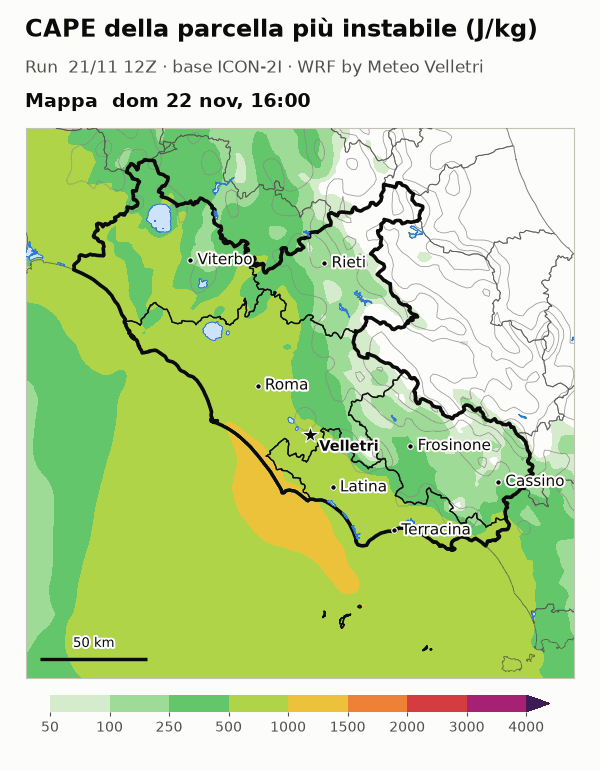 CAPE della parcella più instabile (J/kg)
Run  21/11 12Z · base ICON-2I · WRF by Meteo Velletri
Mappa  dom 22 nov, 16:00
Viterbo
Rieti
Roma
Velletri
Frosinone
Cassino
Latina
Terracina
50 km
50 100 250 500 1000 1500 2000 3000 4000